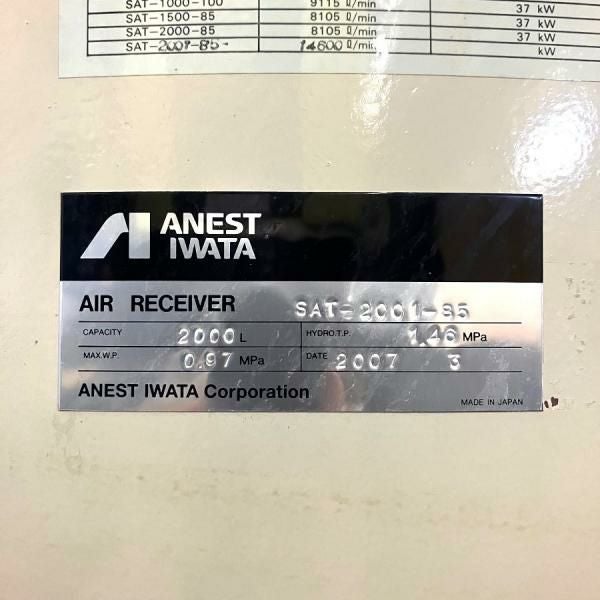 SAT-1000-100 9115 ℓ/min 37 kW
SAT-1500-85 8105 ℓ/min 37 kW
SAT-2000-85 8105 ℓ/min 37 kW
SAT-2001-85- 14600 ℓ/min. kW
ANEST
IWATA
AIR RECEIVER SAT-2001-85
CAPACITY 2000 L HYDRO.T.P. 1.46 MPa
MAX.W.P. 0.97 MPa DATE 2007 3
ANEST IWATA Corporation
MADE IN JAPAN